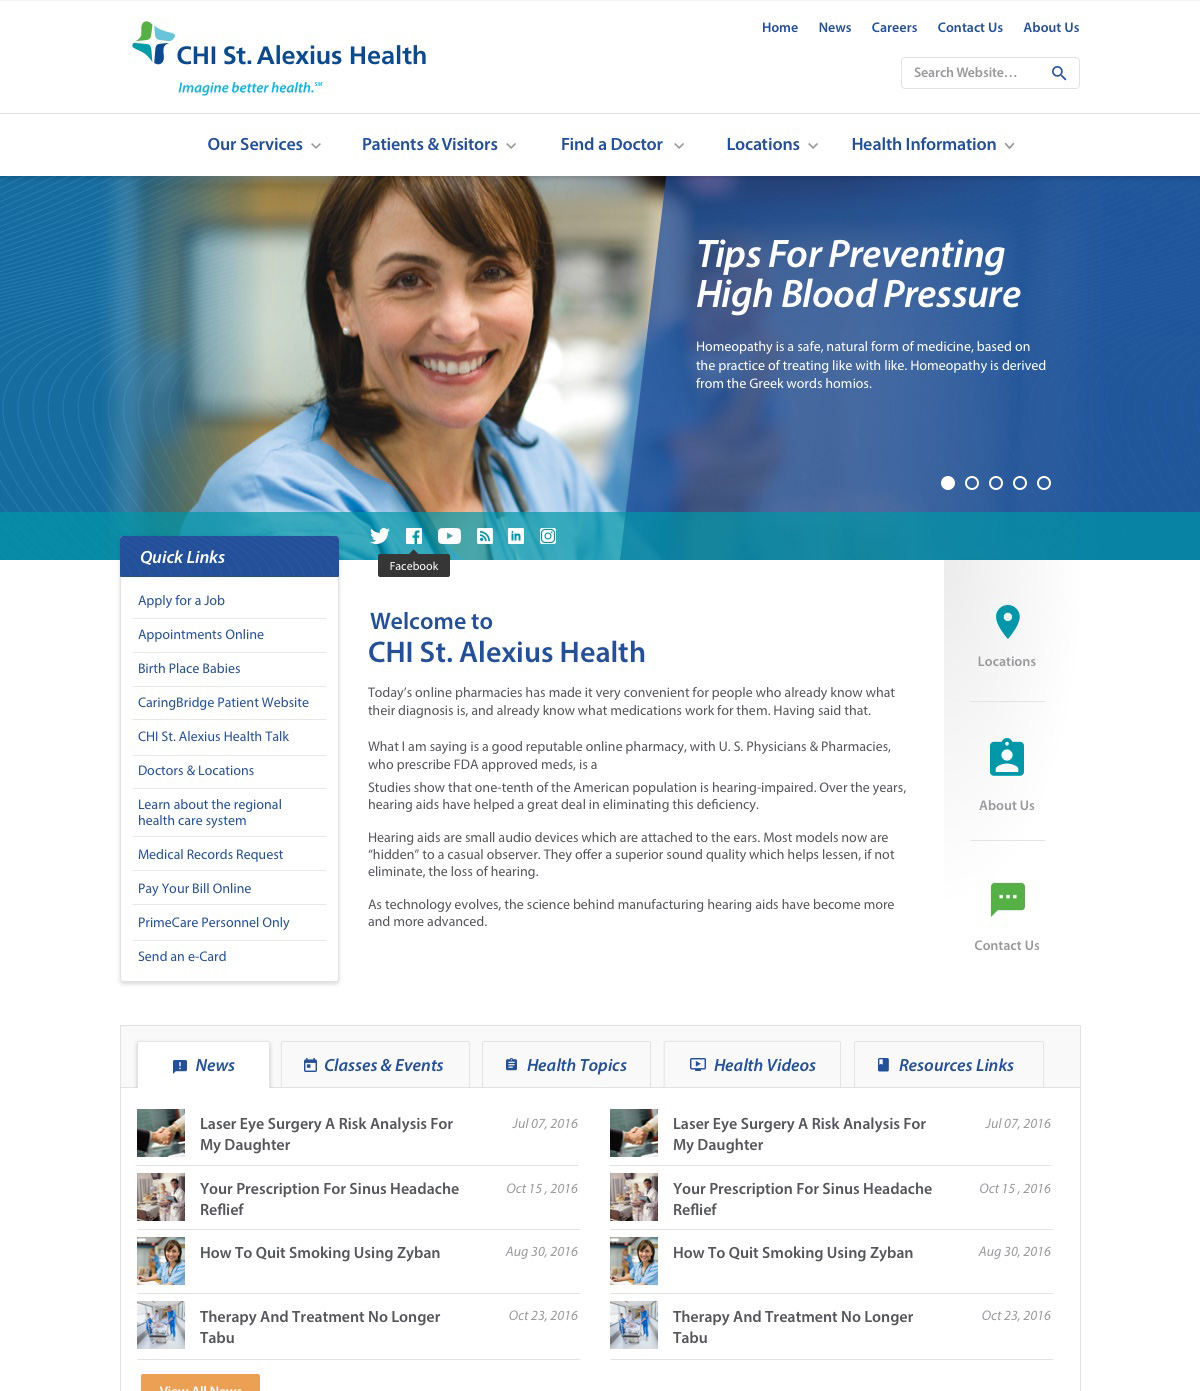 Home News Careers Contact Us About Us
CHI St. Alexius Health
Imagine better health.℠
Search Website...
Our Services Patients & Visitors Find a Doctor Locations Health Information
Tips For Preventing
High Blood Pressure
Homeopathy is a safe, natural form of medicine, based on
the practice of treating like with like. Homeopathy is derived
from the Greek words homios.
Facebook
Quick Links
Apply for a Job
Appointments Online
Birth Place Babies
CaringBridge Patient Website
CHI St. Alexius Health Talk
Doctors & Locations
Learn about the regional
health care system
Medical Records Request
Pay Your Bill Online
PrimeCare Personnel Only
Send an e-Card
Welcome to
CHI St. Alexius Health
Today’s online pharmacies has made it very convenient for people who already know what
their diagnosis is, and already know what medications work for them. Having said that.
What I am saying is a good reputable online pharmacy, with U. S. Physicians & Pharmacies,
who prescribe FDA approved meds, is a
Studies show that one-tenth of the American population is hearing-impaired. Over the years,
hearing aids have helped a great deal in eliminating this deficiency.
Hearing aids are small audio devices which are attached to the ears. Most models now are
“hidden” to a casual observer. They offer a superior sound quality which helps lessen, if not
eliminate, the loss of hearing.
As technology evolves, the science behind manufacturing hearing aids have become more
and more advanced.
Locations
About Us
Contact Us
News Classes & Events Health Topics Health Videos Resources Links
Laser Eye Surgery A Risk Analysis For
My Daughter
Jul 07, 2016
Your Prescription For Sinus Headache
Reflief
Oct 15 , 2016
How To Quit Smoking Using Zyban
Aug 30, 2016
Therapy And Treatment No Longer
Tabu
Oct 23, 2016
Laser Eye Surgery A Risk Analysis For
My Daughter
Jul 07, 2016
Your Prescription For Sinus Headache
Reflief
Oct 15 , 2016
How To Quit Smoking Using Zyban
Aug 30, 2016
Therapy And Treatment No Longer
Tabu
Oct 23, 2016
View All News